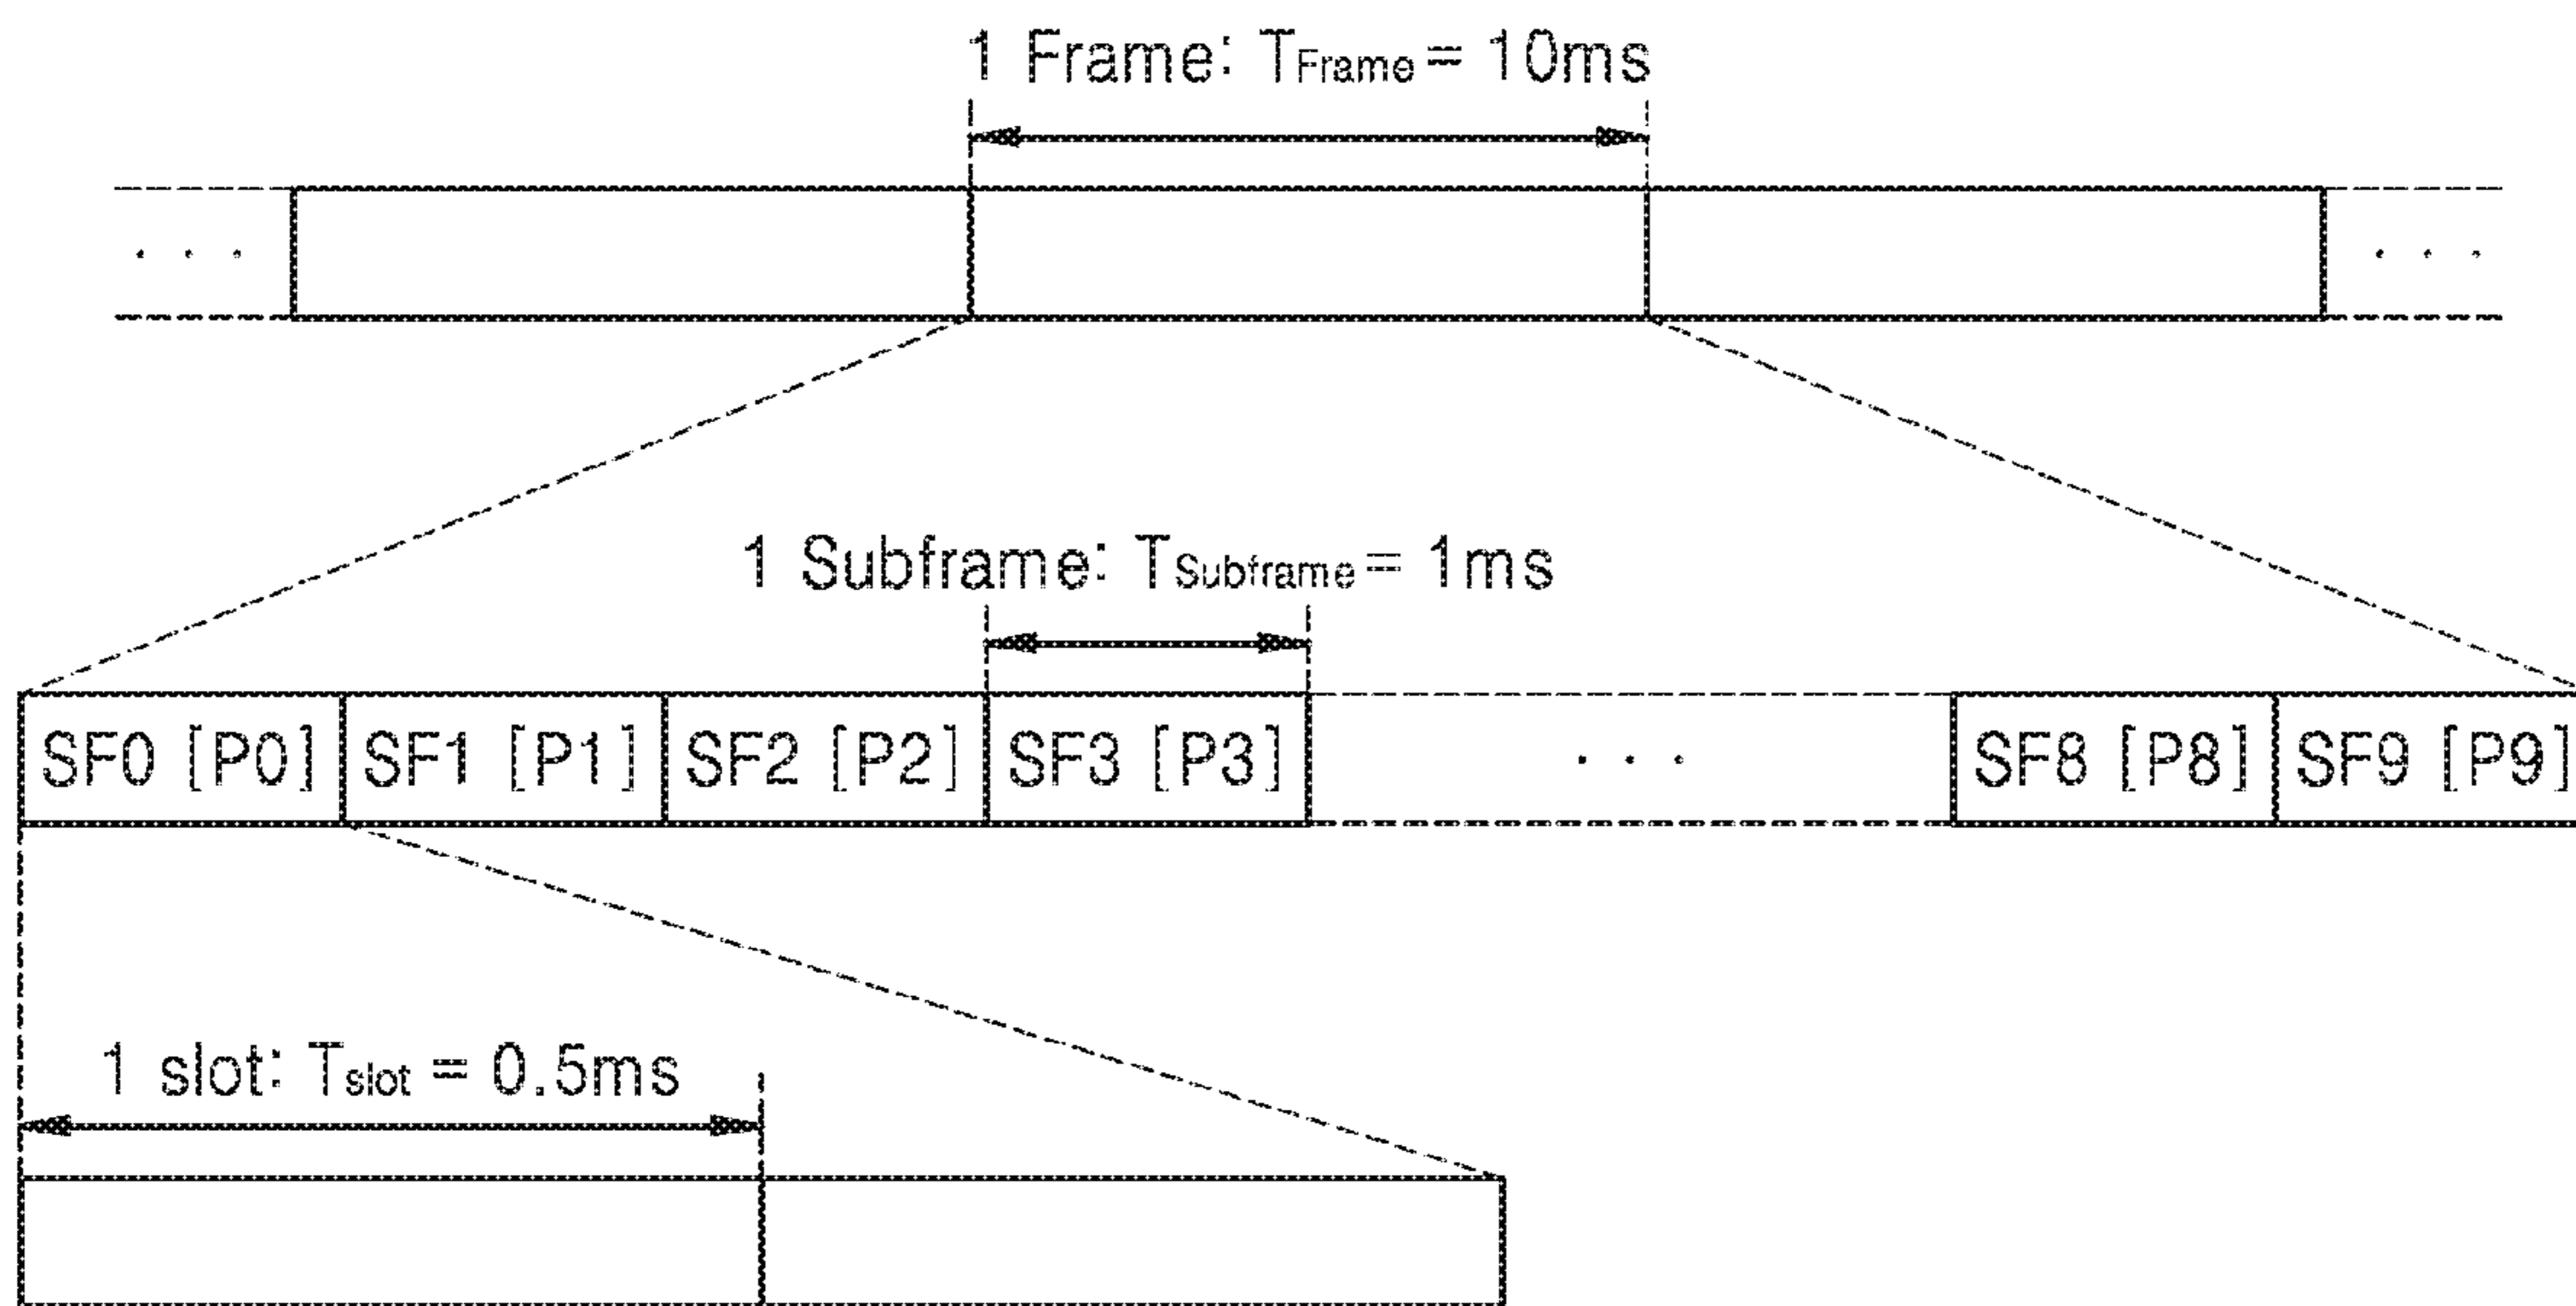 1 Frame: TFrame = 10ms
· · ·
· · ·
1 Subframe: TSubframe = 1ms
SF0 [P0] SF1 [P1] SF2 [P2] SF3 [P3] · · · SF8 [P8] SF9 [P9]
1 slot: Tslot = 0.5ms